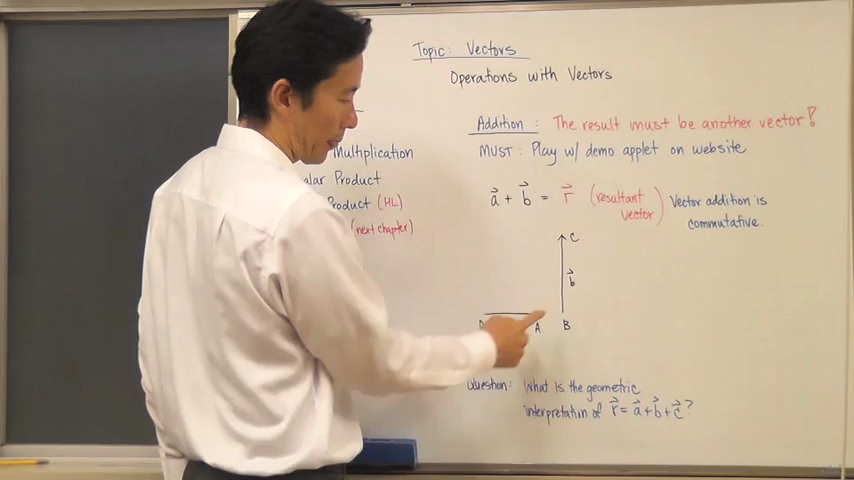 Topic: Vectors
Operations with Vectors
Addition: The result must be another vector!
MUST: Play w/ demo applet on website
Multiplication
Product
Product (HL)
(next chapter)
a⃗ + b⃗ = r⃗ (resultant vector)
Vector addition is
commutative.
C
b⃗
A
B
Question: What is the geometric
interpretation of r⃗ = a⃗ + b⃗ + c⃗ ?